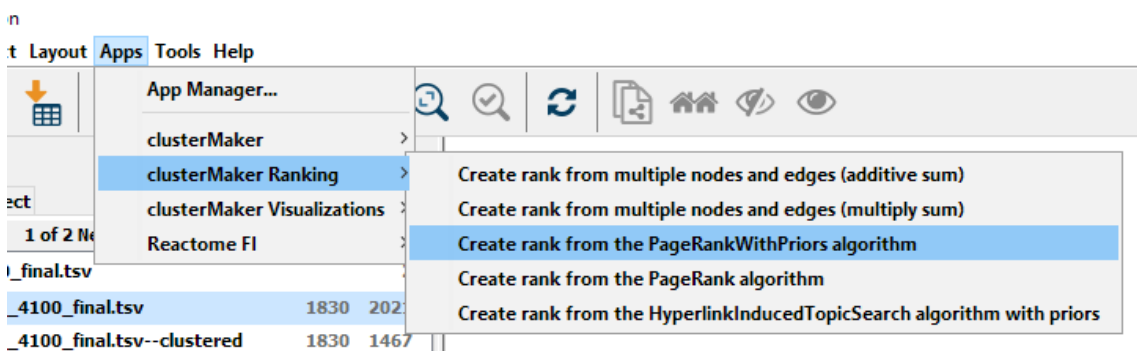 on
t Layout Apps Tools Help
App Manager...
clusterMaker
clusterMaker Ranking
clusterMaker Visualizations
Reactome FI
Create rank from multiple nodes and edges (additive sum)
Create rank from multiple nodes and edges (multiply sum)
Create rank from the PageRankWithPriors algorithm
Create rank from the PageRank algorithm
Create rank from the HyperlinkInducedTopicSearch algorithm with priors
ect
1 of 2 Ne
0_final.tsv
_4100_final.tsv 1830 202
_4100_final.tsv--clustered 1830 1467